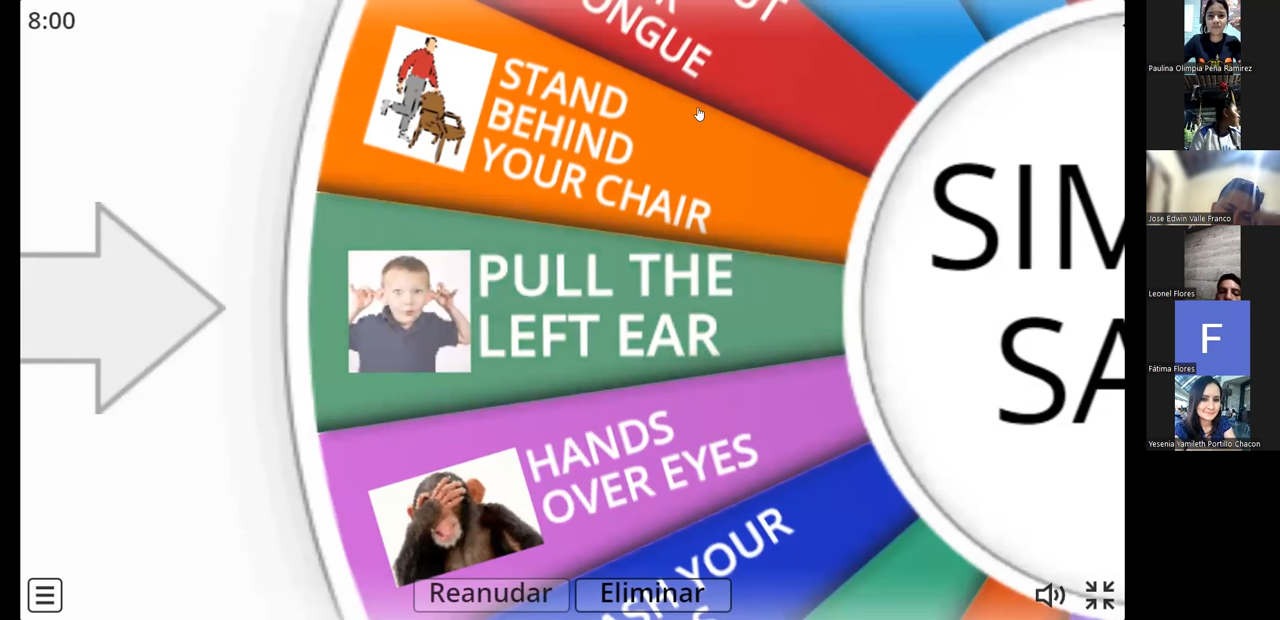 8:00
ONGUE
STAND
BEHIND
YOUR CHAIR
PULL THE
LEFT EAR
HANDS
OVER EYES
YOUR
SIM
SA
Reanudar
Eliminar
Paulina Olimpia Peña Ramirez
Jose Edwin Valle Franco
Leonel Flores
F
Fátima Flores
Yesenia Yamileth Portillo Chacon